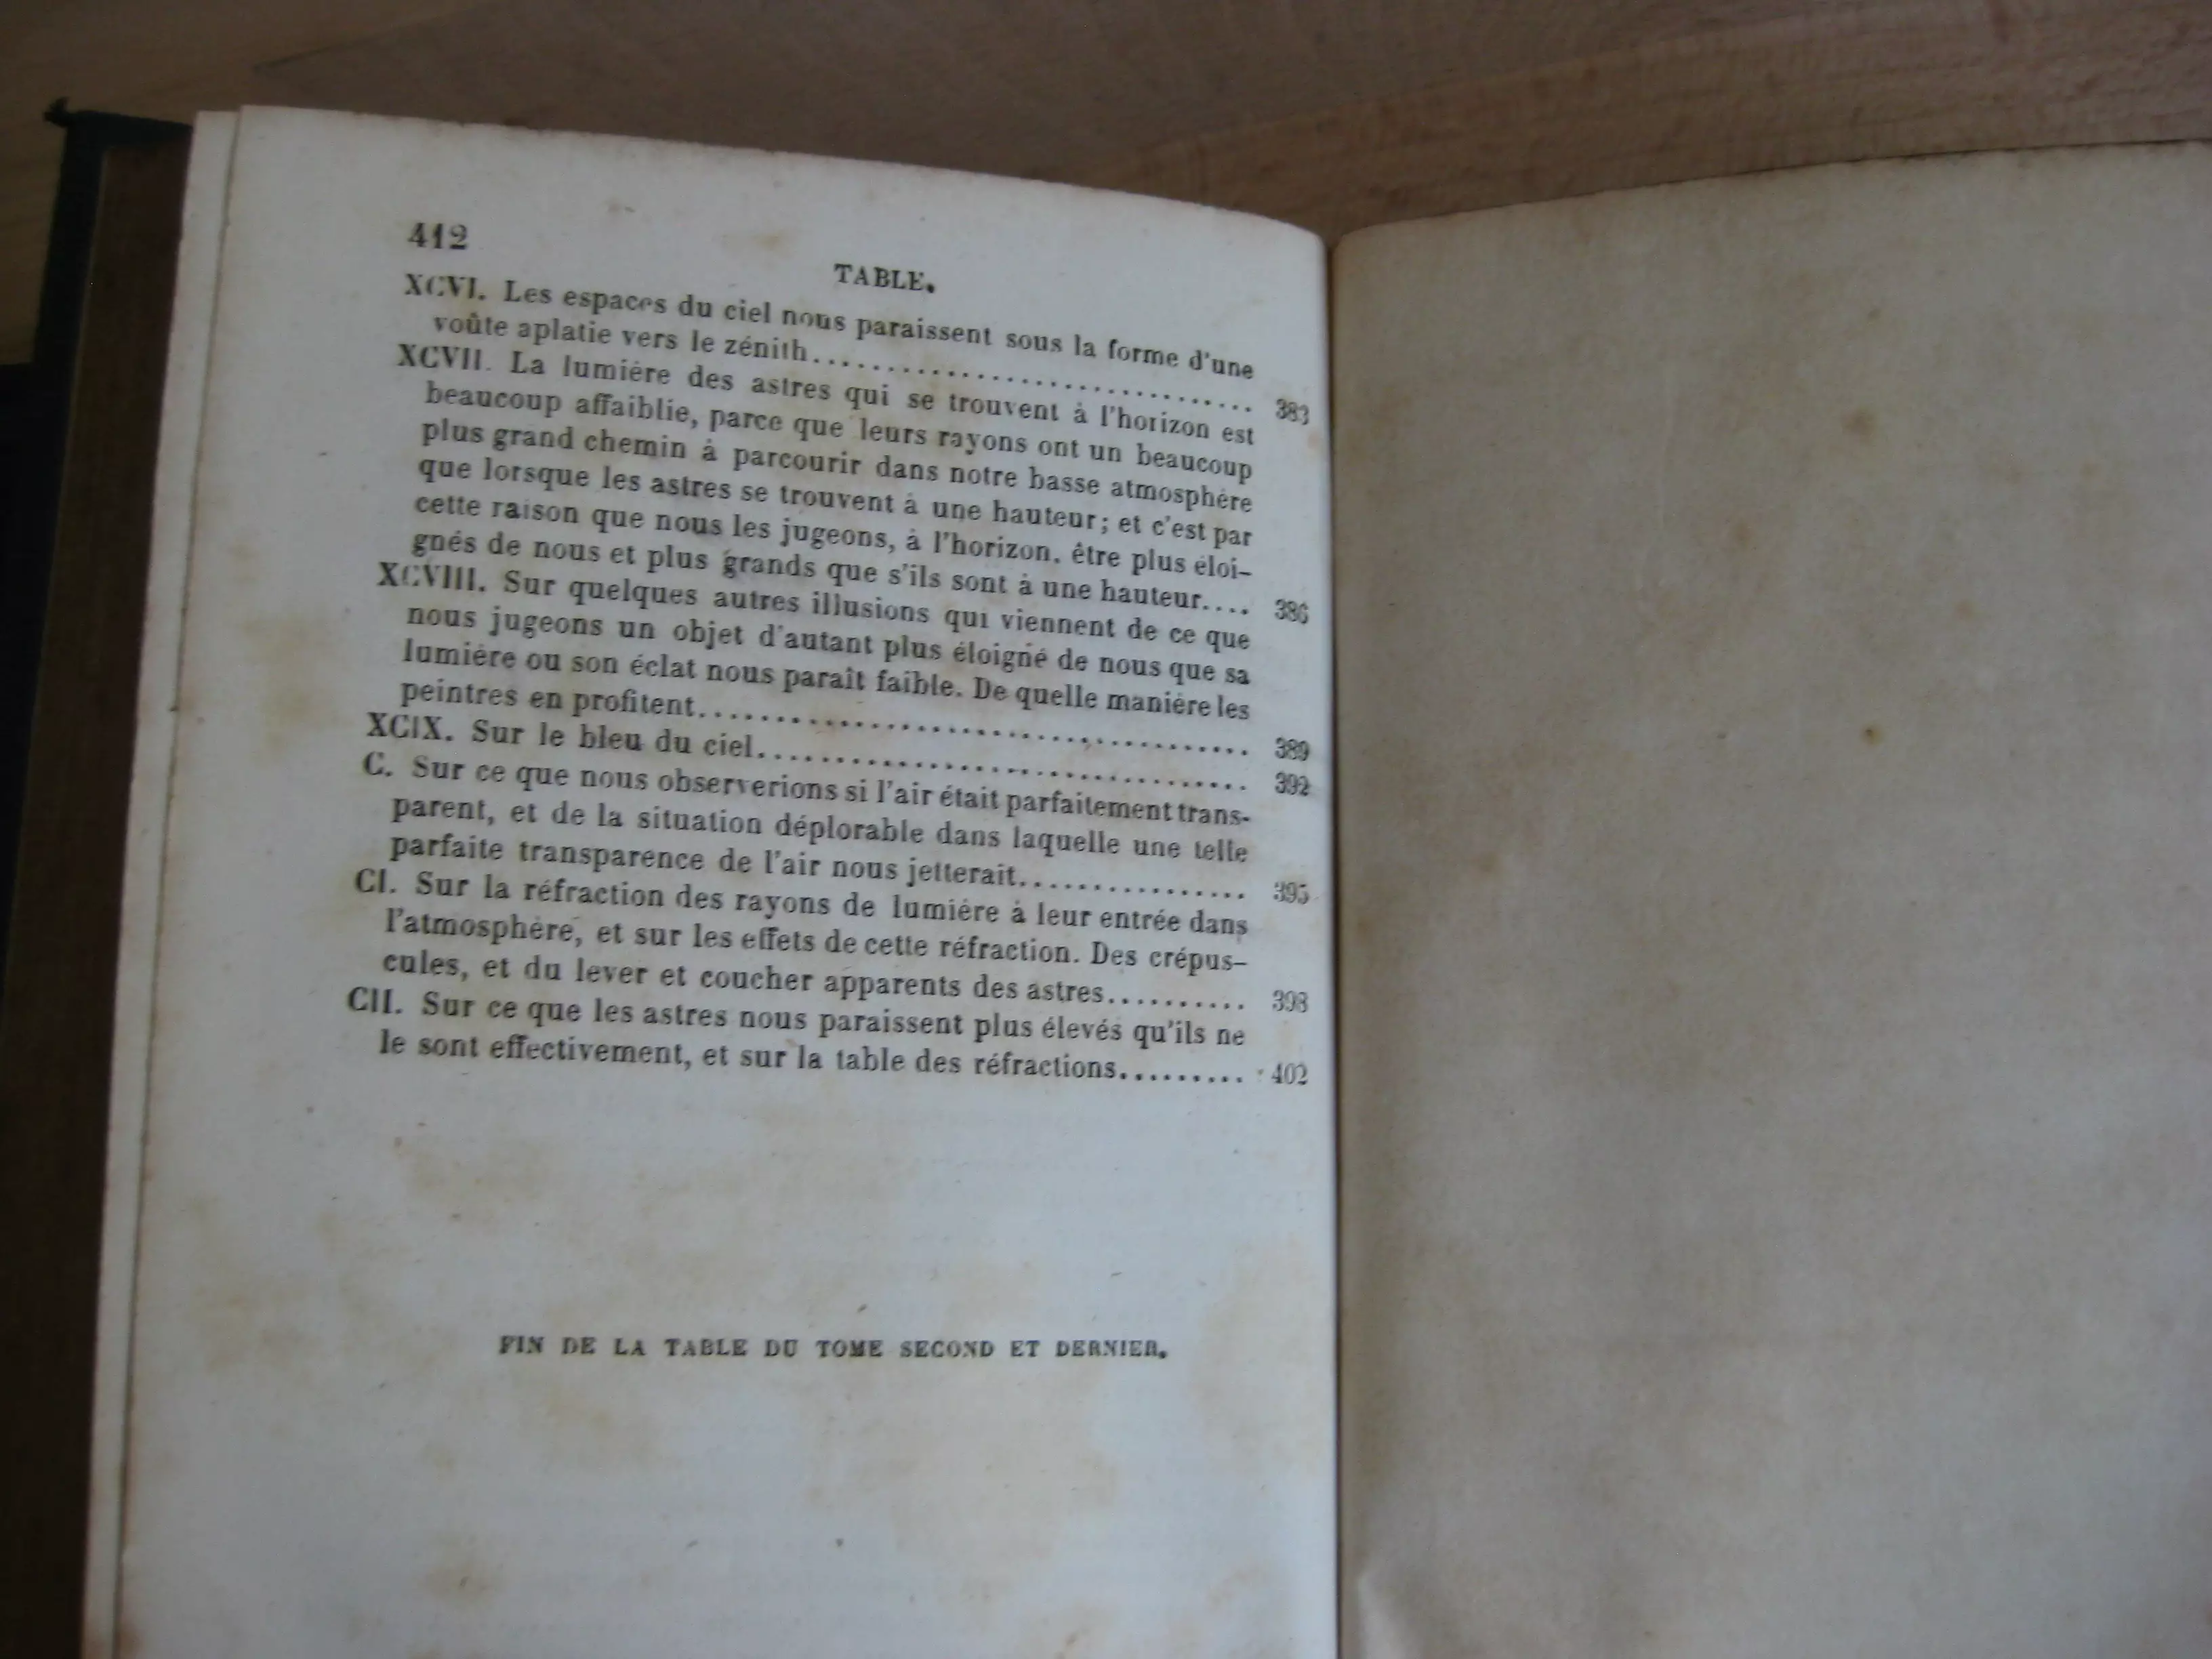 412
TABLE.
XCVI. Les espaces du ciel nous paraissent sous la forme d'une
voûte aplatie vers le zénith.............................. 383
XCVII. La lumière des astres qui se trouvent à l'horizon est
beaucoup affaiblie, parce que leurs rayons ont un beaucoup
plus grand chemin à parcourir dans notre basse atmosphère
que lorsque les astres se trouvent à une hauteur; et c'est par
cette raison que nous les jugeons, à l'horizon. être plus éloi-
gnés de nous et plus grands que s'ils sont à une hauteur.... 386
XCVIII. Sur quelques autres illusions qui viennent de ce que
nous jugeons un objet d'autant plus éloigné de nous que sa
lumière ou son éclat nous paraît faible. De quelle manière les
peintres en profitent..................................... 389
XCIX. Sur le bleu du ciel................................. 392
C. Sur ce que nous observerions si l'air était parfaitement trans-
parent, et de la situation déplorable dans laquelle une telle
parfaite transparence de l'air nous jetterait................ 395
CI. Sur la réfraction des rayons de lumière à leur entrée dans
l'atmosphère, et sur les effets de cette réfraction. Des crépus-
cules, et du lever et coucher apparents des astres.......... 398
CII. Sur ce que les astres nous paraissent plus élevés qu'ils ne
le sont effectivement, et sur la table des réfractions......... 402
FIN DE LA TABLE DU TOME SECOND ET DERNIER.